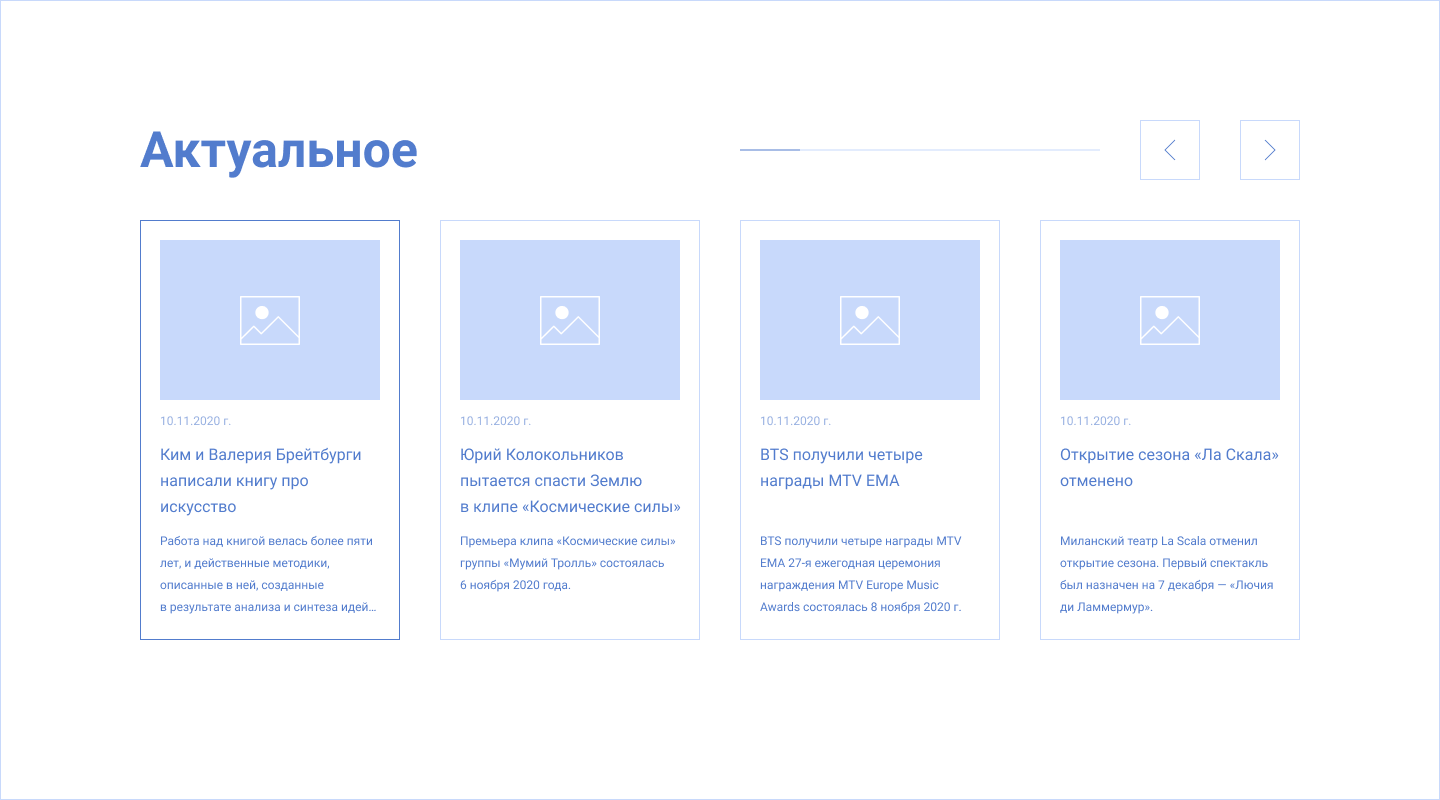 Актуальное
10.11.2020 г.
Ким и Валерия Брейтбурги
написали книгу про
искусство
Работа над книгой велась более пяти
лет, и действенные методики,
описанные в ней, созданные
в результате анализа и синтеза идей...
10.11.2020 г.
Юрий Колокольников
пытается спасти Землю
в клипе «Космические силы»
Премьера клипа «Космические силы»
группы «Мумий Тролль» состоялась
6 ноября 2020 года.
10.11.2020 г.
BTS получили четыре
награды MTV EMA
BTS получили четыре награды MTV
EMA 27-я ежегодная церемония
награждения MTV Europe Music
Awards состоялась 8 ноября 2020 г.
10.11.2020 г.
Открытие сезона «Ла Скала»
отменено
Миланский театр La Scala отменил
открытие сезона. Первый спектакль
был назначен на 7 декабря — «Лючия
ди Ламмермур».